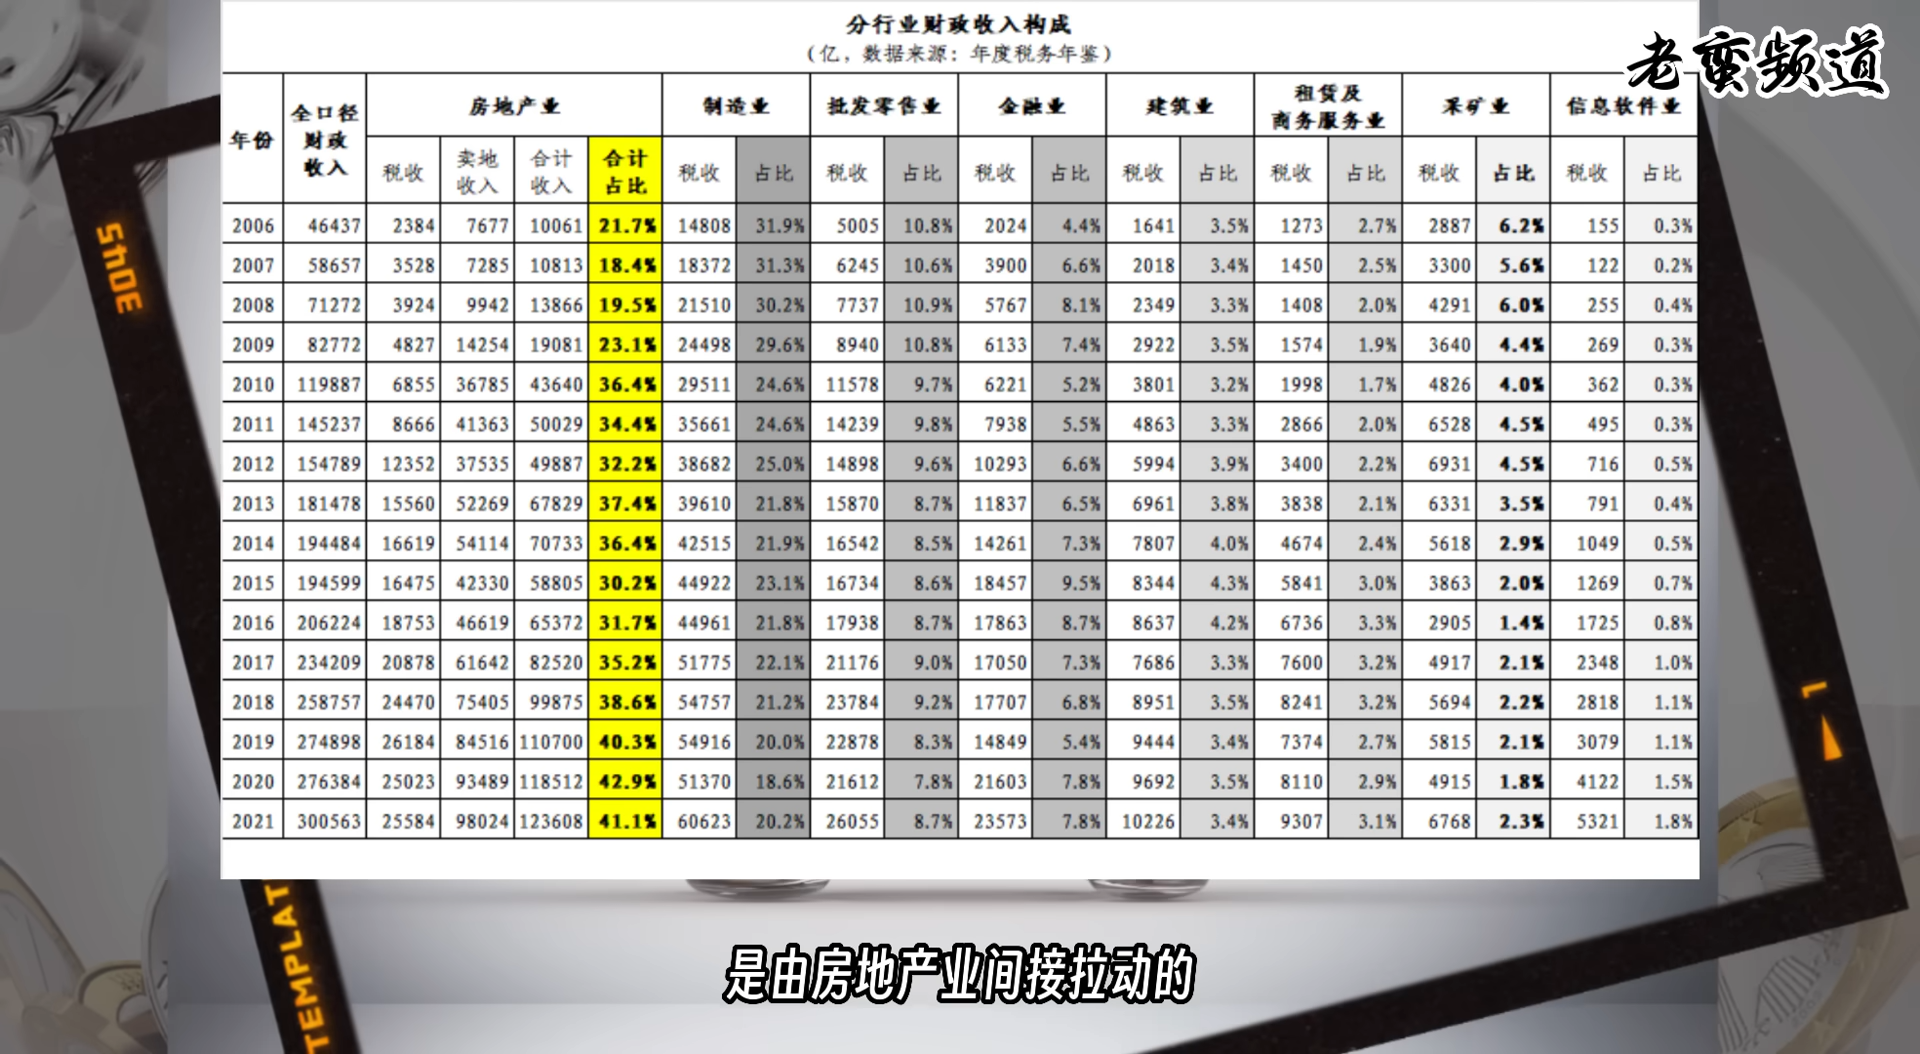 分行业财政收入构成
(亿，数据来源：年度税务年鉴)
老蛮频道
年份 全口径财政收入 房地产业 制造业 批发零售业 金融业 建筑业 租赁及商务服务业 采矿业 信息软件业
税收 卖地收入 合计收入 合计占比 税收 占比 税收 占比 税收 占比 税收 占比 税收 占比 税收 占比 税收 占比
2006 46437 2384 7677 10061 21.7% 14808 31.9% 5005 10.8% 2024 4.4% 1641 3.5% 1273 2.7% 2887 6.2% 155 0.3%
2007 58657 3528 7285 10813 18.4% 18372 31.3% 6245 10.6% 3900 6.6% 2018 3.4% 1450 2.5% 3300 5.6% 122 0.2%
2008 71272 3924 9942 13866 19.5% 21510 30.2% 7737 10.9% 5767 8.1% 2349 3.3% 1408 2.0% 4291 6.0% 255 0.4%
2009 82772 4827 14254 19081 23.1% 24498 29.6% 8940 10.8% 6133 7.4% 2922 3.5% 1574 1.9% 3640 4.4% 269 0.3%
2010 119887 6855 36785 43640 36.4% 29511 24.6% 11578 9.7% 6221 5.2% 3801 3.2% 1998 1.7% 4826 4.0% 362 0.3%
2011 145237 8666 41363 50029 34.4% 35661 24.6% 14239 9.8% 7938 5.5% 4863 3.3% 2866 2.0% 6528 4.5% 495 0.3%
2012 154789 12352 37535 49887 32.2% 38682 25.0% 14898 9.6% 10293 6.6% 5994 3.9% 3400 2.2% 6931 4.5% 716 0.5%
2013 181478 15560 52269 67829 37.4% 39610 21.8% 15870 8.7% 11837 6.5% 6961 3.8% 3838 2.1% 6331 3.5% 791 0.4%
2014 194484 16619 54114 70733 36.4% 42515 21.9% 16542 8.5% 14261 7.3% 7807 4.0% 4674 2.4% 5618 2.9% 1049 0.5%
2015 194599 16475 42330 58805 30.2% 44922 23.1% 16734 8.6% 18457 9.5% 8344 4.3% 5841 3.0% 3863 2.0% 1269 0.7%
2016 206224 18753 46619 65372 31.7% 44961 21.8% 17938 8.7% 17863 8.7% 8637 4.2% 6736 3.3% 2905 1.4% 1725 0.8%
2017 234209 20878 61642 82520 35.2% 51775 22.1% 21176 9.0% 17050 7.3% 7686 3.3% 7600 3.2% 4917 2.1% 2348 1.0%
2018 258757 24470 75405 99875 38.6% 54757 21.2% 23784 9.2% 17707 6.8% 8951 3.5% 8241 3.2% 5694 2.2% 2818 1.1%
2019 274898 26184 84516 110700 40.3% 54916 20.0% 22878 8.3% 14849 5.4% 9444 3.4% 7374 2.7% 5815 2.1% 3079 1.1%
2020 276384 25023 93489 118512 42.9% 51370 18.6% 21612 7.8% 21603 7.8% 9692 3.5% 8110 2.9% 4915 1.8% 4122 1.5%
2021 300563 25584 98024 123608 41.1% 60623 20.2% 26055 8.7% 23573 7.8% 10226 3.4% 9307 3.1% 6768 2.3% 5321 1.8%
3045
1
TEMPLAT
是由房地产业间接拉动的